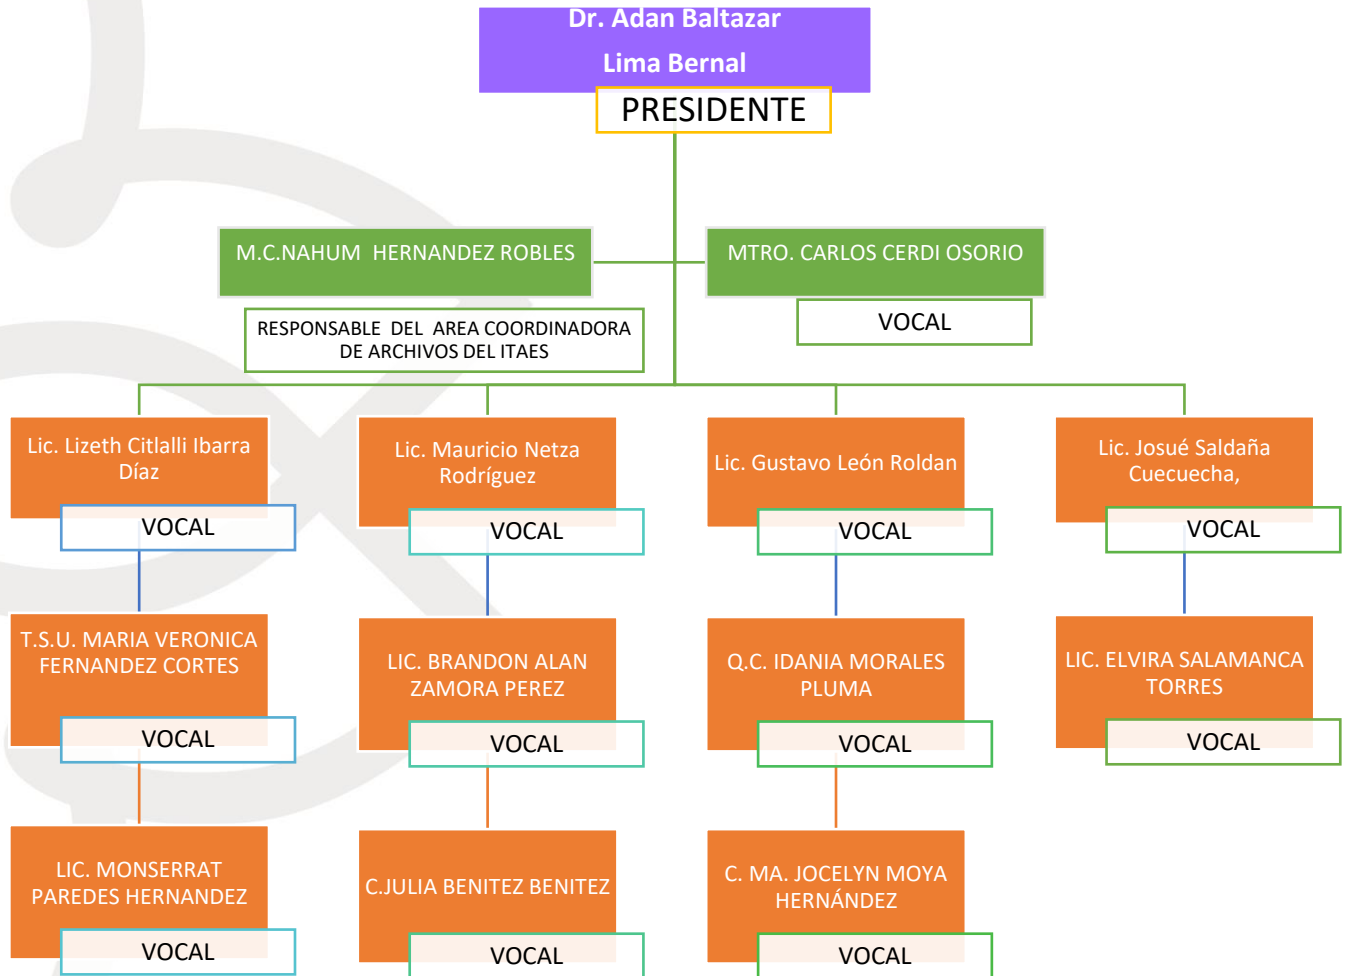 Dr. Adan Baltazar
Lima Bernal
PRESIDENTE
M.C.NAHUM HERNANDEZ ROBLES
RESPONSABLE DEL AREA COORDINADORA
DE ARCHIVOS DEL ITAES
MTRO. CARLOS CERDI OSORIO
VOCAL
Lic. Lizeth Citlalli Ibarra
Díaz
VOCAL
Lic. Mauricio Netza
Rodríguez
VOCAL
Lic. Gustavo León Roldan
VOCAL
Lic. Josué Saldaña
Cuecuecha,
VOCAL
T.S.U. MARIA VERONICA
FERNANDEZ CORTES
VOCAL
LIC. BRANDON ALAN
ZAMORA PEREZ
VOCAL
Q.C. IDANIA MORALES
PLUMA
VOCAL
LIC. ELVIRA SALAMANCA
TORRES
VOCAL
LIC. MONSERRAT
PAREDES HERNANDEZ
VOCAL
C.JULIA BENITEZ BENITEZ
VOCAL
C. MA. JOCELYN MOYA
HERNÁNDEZ
VOCAL